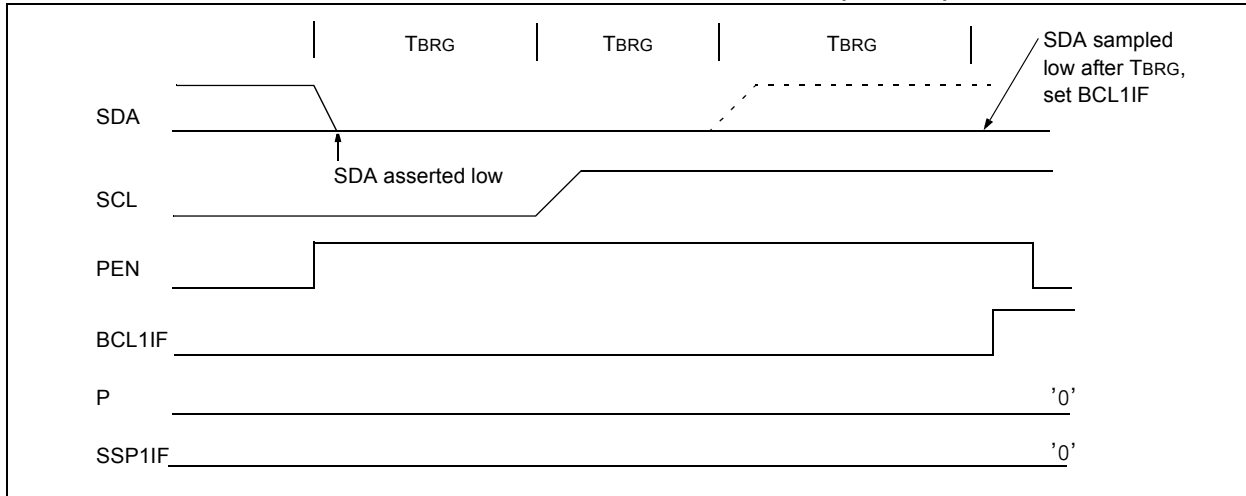 TBRG TBRG TBRG
SDA sampled
low after TBRG,
set BCL1IF
SDA
SDA asserted low
SCL
PEN
BCL1IF
P '0'
SSP1IF '0'